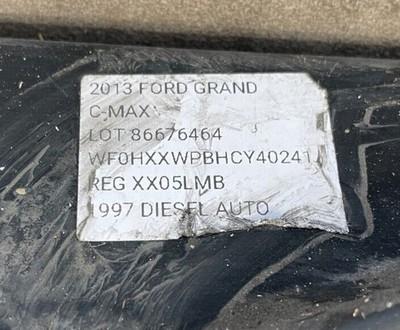 2013 FORD GRAND
C-MAX
LOT 86676464
WF0HXXWPBHCY40241
REG XX05LMB
1997 DIESEL AUTO